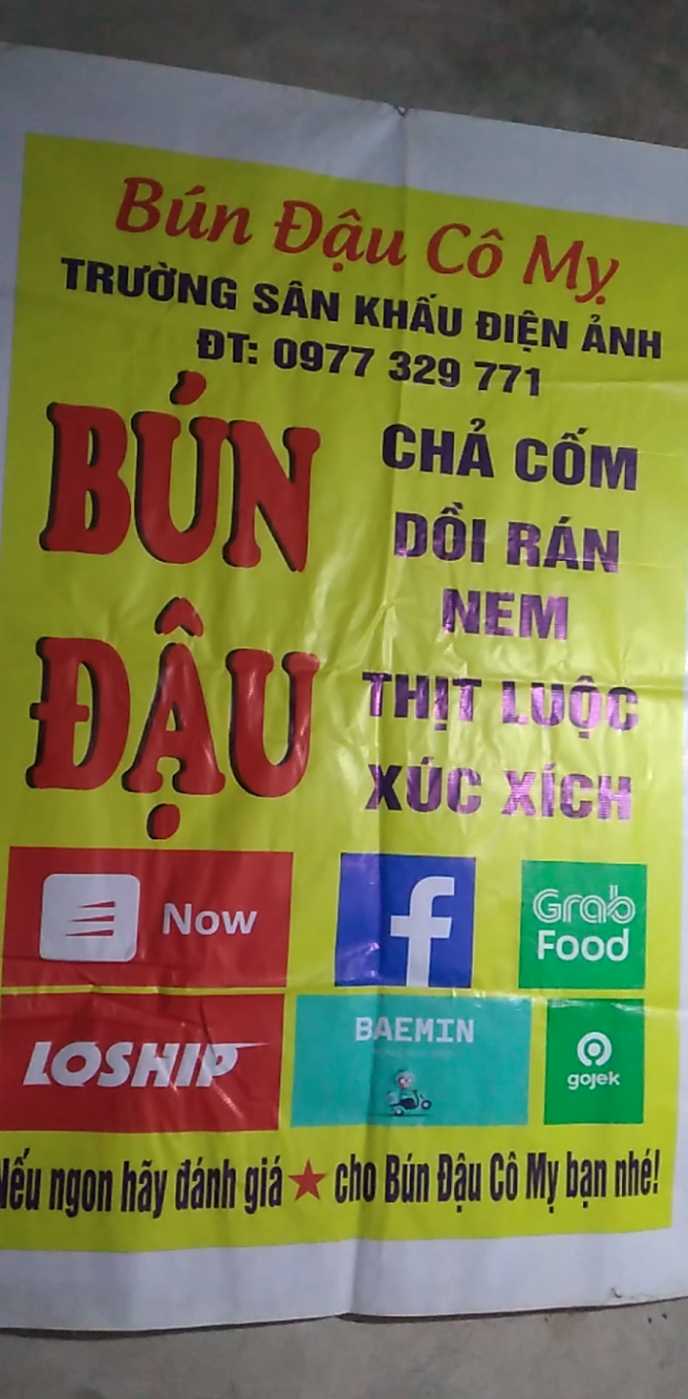 Bún Đậu Cô Mỵ
TRƯỜNG SÂN KHẤU ĐIỆN ẢNH
ĐT: 0977 329 771
BÚN
ĐẬU
CHẢ CỐM
DỒI RÁN
NEM
THỊT LUỘC
XÚC XÍCH
Now
f
Grab
Food
LOSHIP
BAEMIN
gojek
Nếu ngon hãy đánh giá ★ cho Bún Đậu Cô Mỵ bạn nhé!